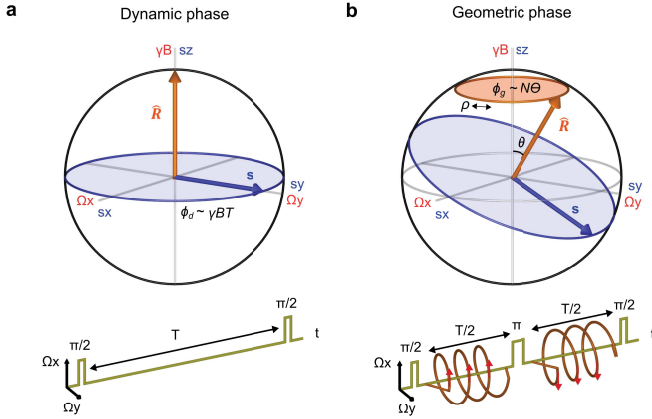 a
Dynamic phase
γB sz
R̂
s
sy
Ωy
Ωx
sx
ϕd ~ γBT
π/2
T
π/2
t
Ωx
Ωy
b
Geometric phase
γB sz
ϕg ~ NΘ
ρ
R̂
θ
s
sy
Ωy
Ωx
sx
π/2
T/2
π
T/2
π/2
t
Ωx
Ωy